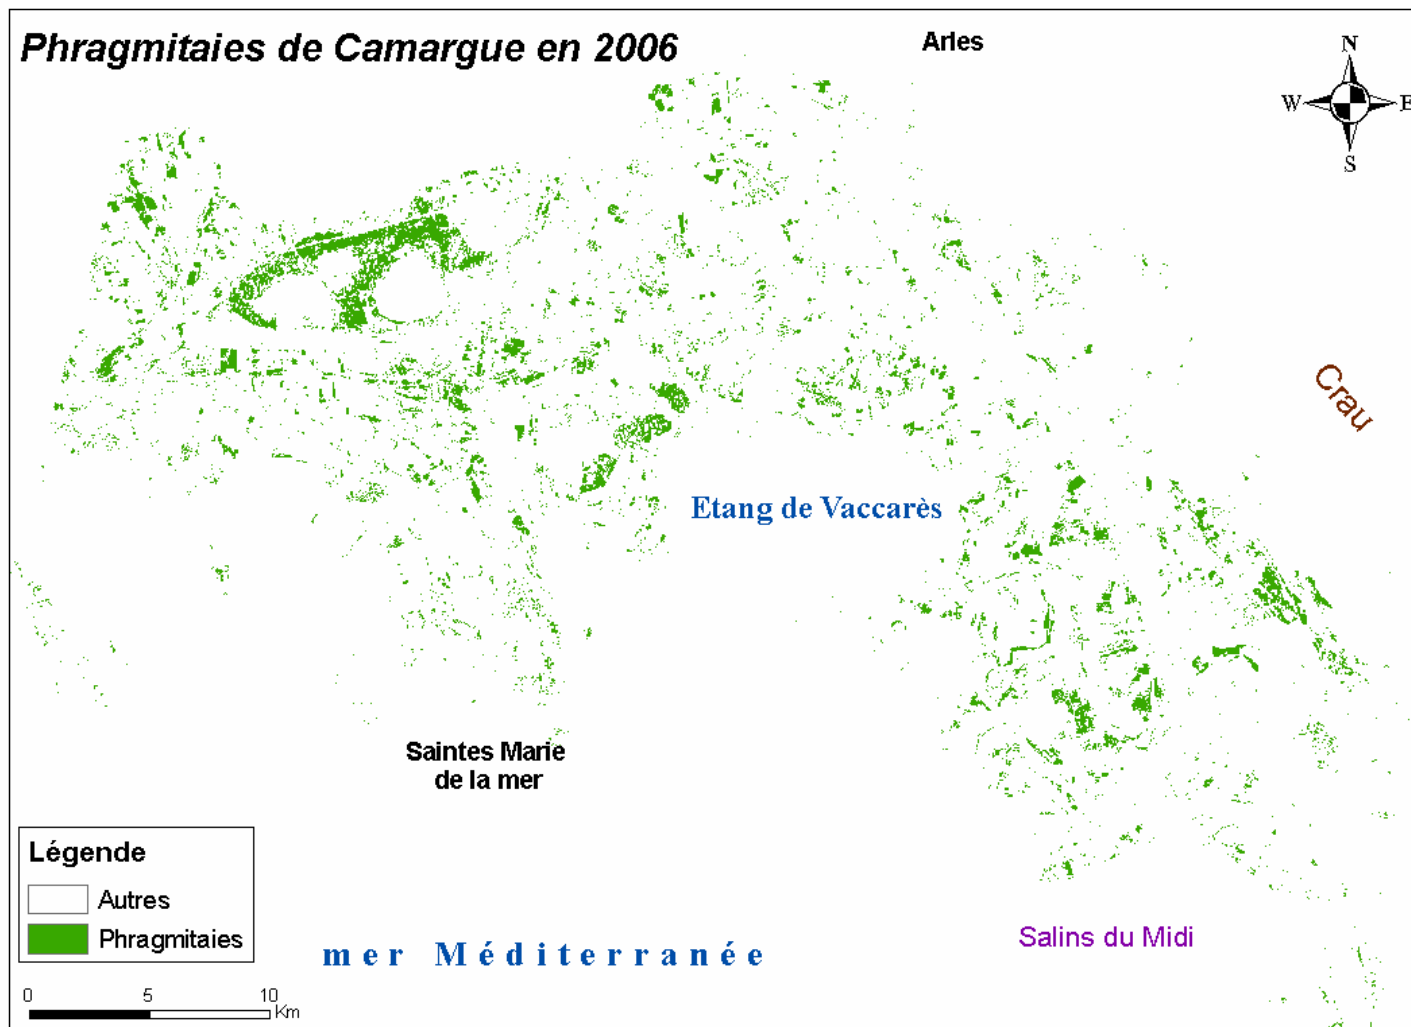 Phragmitaies de Camargue en 2006
Arles
N
W E
S
Crau
Etang de Vaccarès
Saintes Marie
de la mer
Légende
Autres
Phragmitaies
mer Méditerranée
Salins du Midi
0 5 10
Km